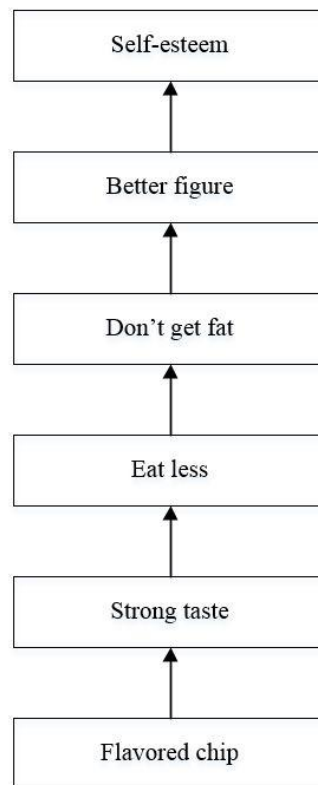 Self-esteem
Better figure
Don’t get fat
Eat less
Strong taste
Flavored chip